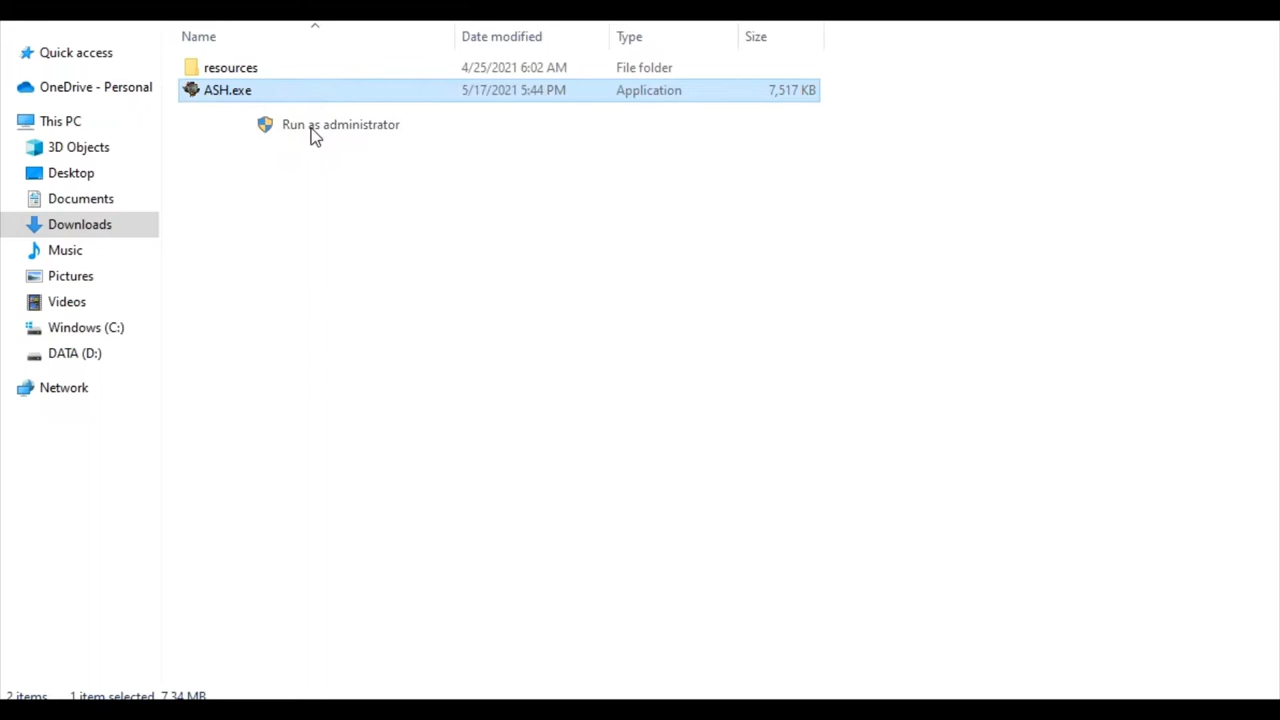 Name Date modified Type Size
Quick access
OneDrive - Personal
This PC
3D Objects
Desktop
Documents
Downloads
Music
Pictures
Videos
Windows (C:)
DATA (D:)
Network
resources 4/25/2021 6:02 AM File folder
ASH.exe 5/17/2021 5:44 PM Application 7,517 KB
Run as administrator
2 items 1 item selected 7.34 MB